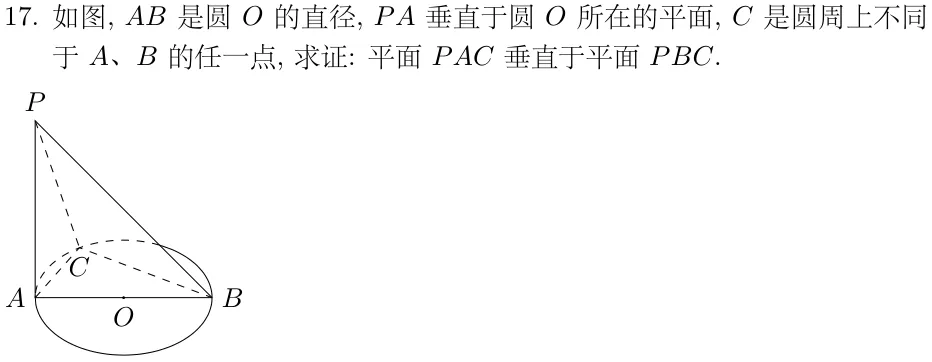 17. 如图, AB 是圆 O 的直径, PA 垂直于圆 O 所在的平面, C 是圆周上不同
于 A、B 的任一点, 求证: 平面 PAC 垂直于平面 PBC.
P
C
A
B
O